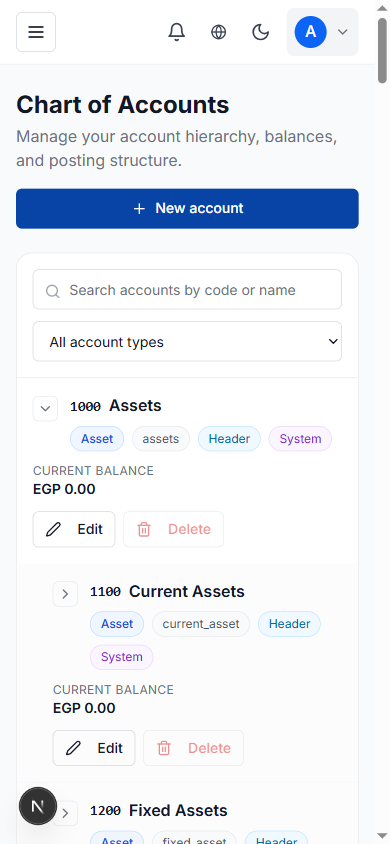 A
Chart of Accounts
Manage your account hierarchy, balances,
and posting structure.
New account
Search accounts by code or name
All account types
1000 Assets
Asset assets Header System
CURRENT BALANCE
EGP 0.00
Edit Delete
1100 Current Assets
Asset current_asset Header
System
CURRENT BALANCE
EGP 0.00
Edit Delete
N
1200 Fixed Assets
Asset fixed_asset Header